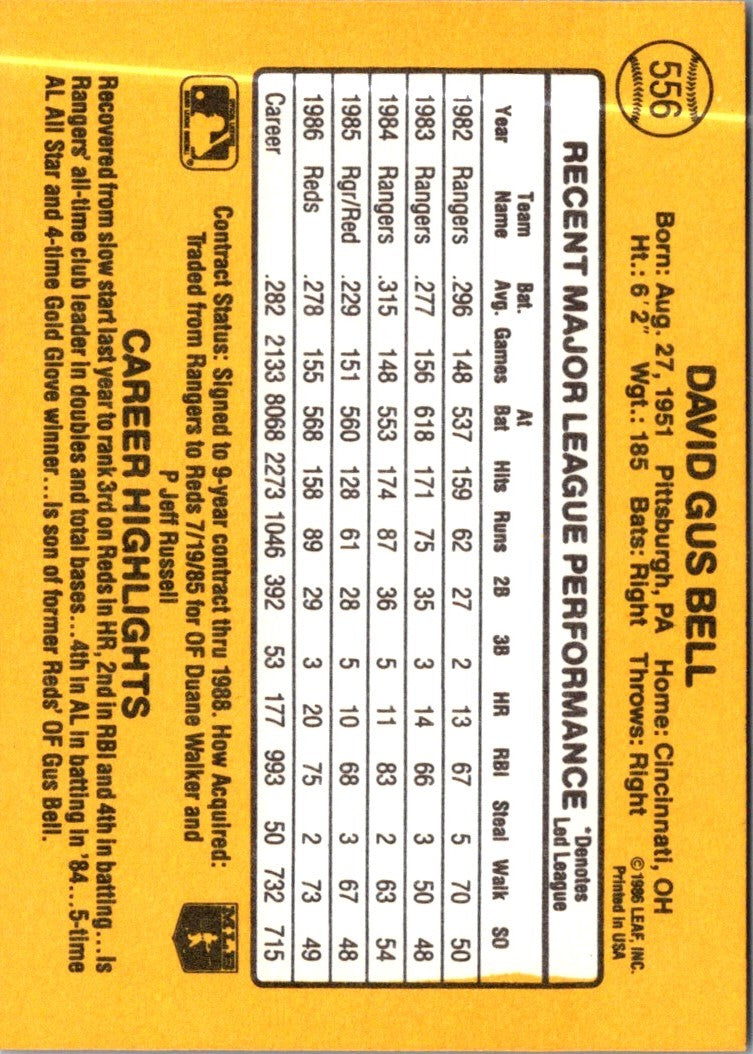 556
DAVID GUS BELL
Born: Aug. 27, 1951 Pittsburgh, PA Home: Cincinnati, OH
Ht.: 6'2" Wgt.: 185 Bats: Right Throws: Right
© 1986 LEAF, INC.
Printed in USA
RECENT MAJOR LEAGUE PERFORMANCE *Denotes
Led League
Year Team Name Bat. Avg. Games At Bat Hits Runs 2B 3B HR RBI Steal Walk SO
1982 Rangers .296 148 537 159 62 27 2 13 67 5 70 50
1983 Rangers .277 156 618 171 75 35 3 14 66 3 50 48
1984 Rangers .315 148 553 174 87 36 5 11 83 2 63 54
1985 Rgr/Red .229 151 560 128 61 28 5 10 68 3 67 48
1986 Reds .278 155 568 158 89 29 3 20 75 2 73 49
Career .282 2133 8068 2273 1046 392 53 177 993 50 732 715
Contract Status: Signed to 9-year contract thru 1988. How Acquired:
Traded from Rangers to Reds 7/19/85 for OF Duane Walker and
P Jeff Russell
MLB
CAREER HIGHLIGHTS
Recovered from slow start last year to rank 3rd on Reds in HR, 2nd in RBI and 4th in batting...Is
Rangers' all-time club leader in doubles and total bases...4th in AL in batting in '84...5-time
AL All Star and 4-time Gold Glove winner...Is son of former Reds' OF Gus Bell.